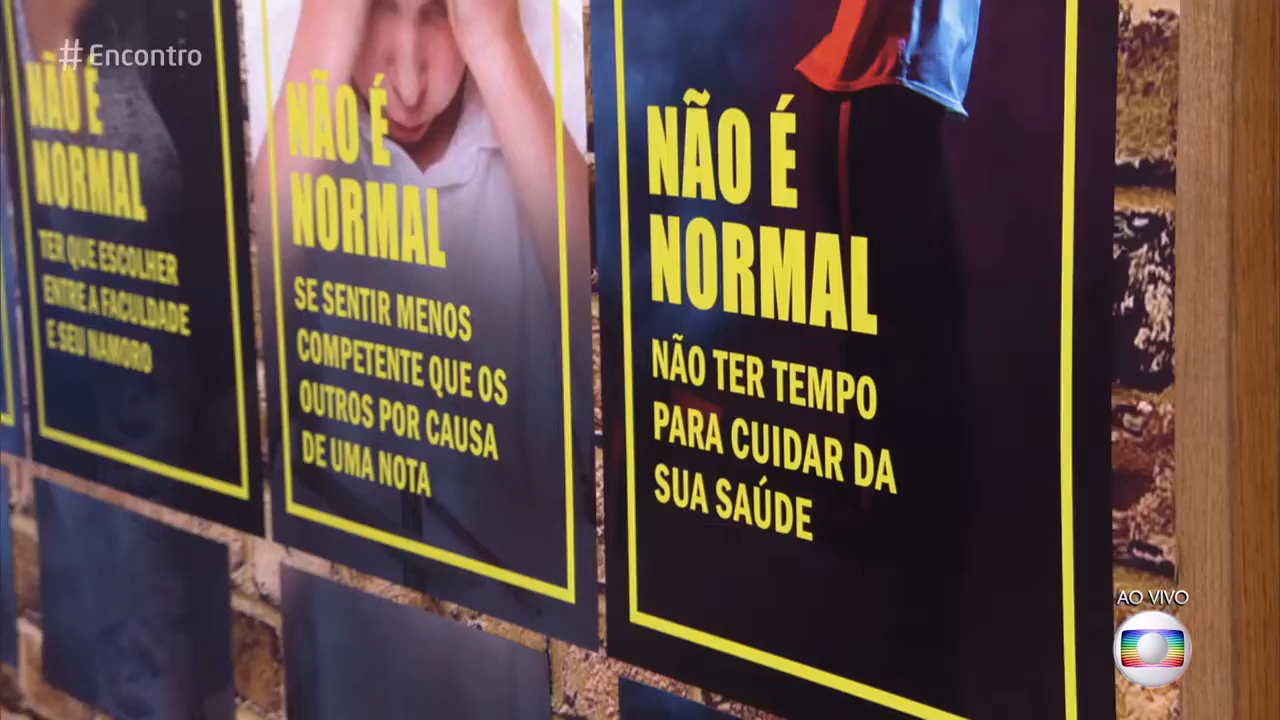 # Encontro
NÃO É
NORMAL
TER QUE ESCOLHER
ENTRE A FACULDADE
E SEU NAMORO
NÃO É
NORMAL
SE SENTIR MENOS
COMPETENTE QUE OS
OUTROS POR CAUSA
DE UMA NOTA
NÃO É
NORMAL
NÃO TER TEMPO
PARA CUIDAR DA
SUA SAÚDE
AO VIVO